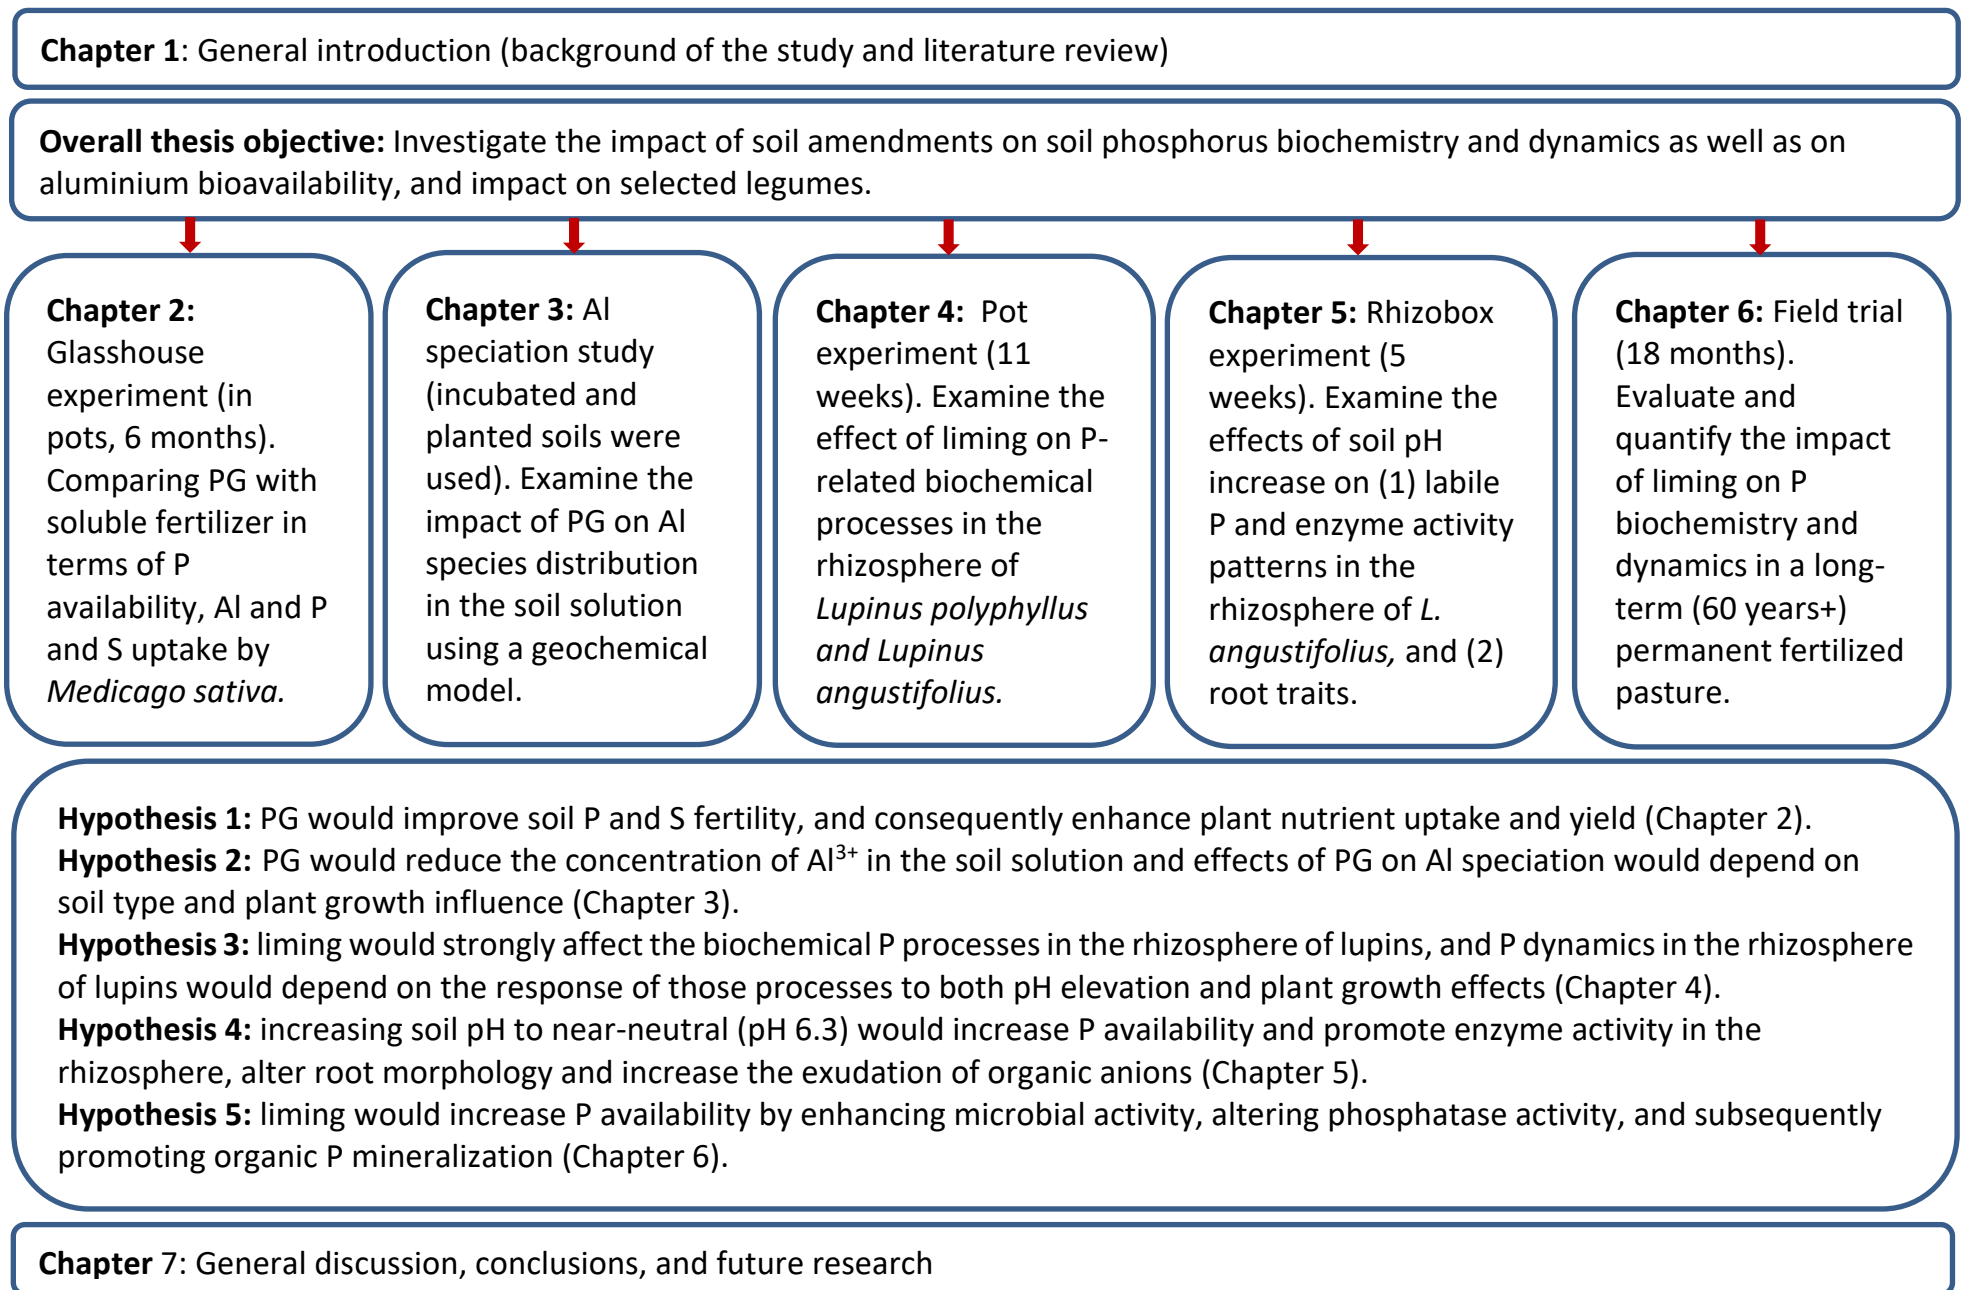 Chapter 1: General introduction (background of the study and literature review)
Overall thesis objective: Investigate the impact of soil amendments on soil phosphorus biochemistry and dynamics as well as on
aluminium bioavailability, and impact on selected legumes.
Chapter 2:
Glasshouse
experiment (in
pots, 6 months).
Comparing PG with
soluble fertilizer in
terms of P
availability, Al and P
and S uptake by
Medicago sativa.
Chapter 3: Al
speciation study
(incubated and
planted soils were
used). Examine the
impact of PG on Al
species distribution
in the soil solution
using a geochemical
model.
Chapter 4: Pot
experiment (11
weeks). Examine the
effect of liming on P-
related biochemical
processes in the
rhizosphere of
Lupinus polyphyllus
and Lupinus
angustifolius.
Chapter 5: Rhizobox
experiment (5
weeks). Examine the
effects of soil pH
increase on (1) labile
P and enzyme activity
patterns in the
rhizosphere of L.
angustifolius, and (2)
root traits.
Chapter 6: Field trial
(18 months).
Evaluate and
quantify the impact
of liming on P
biochemistry and
dynamics in a long-
term (60 years+)
permanent fertilized
pasture.
Hypothesis 1: PG would improve soil P and S fertility, and consequently enhance plant nutrient uptake and yield (Chapter 2).
Hypothesis 2: PG would reduce the concentration of Al³⁺ in the soil solution and effects of PG on Al speciation would depend on
soil type and plant growth influence (Chapter 3).
Hypothesis 3: liming would strongly affect the biochemical P processes in the rhizosphere of lupins, and P dynamics in the rhizosphere
of lupins would depend on the response of those processes to both pH elevation and plant growth effects (Chapter 4).
Hypothesis 4: increasing soil pH to near-neutral (pH 6.3) would increase P availability and promote enzyme activity in the
rhizosphere, alter root morphology and increase the exudation of organic anions (Chapter 5).
Hypothesis 5: liming would increase P availability by enhancing microbial activity, altering phosphatase activity, and subsequently
promoting organic P mineralization (Chapter 6).
Chapter 7: General discussion, conclusions, and future research